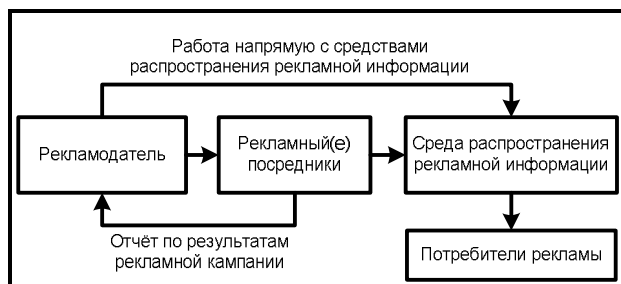 Работа напрямую с средствами
распространения рекламной информации
Рекламодатель
Рекламный(е)
посредники
Среда распространения
рекламной информации
Отчёт по результатам
рекламной кампании
Потребители рекламы